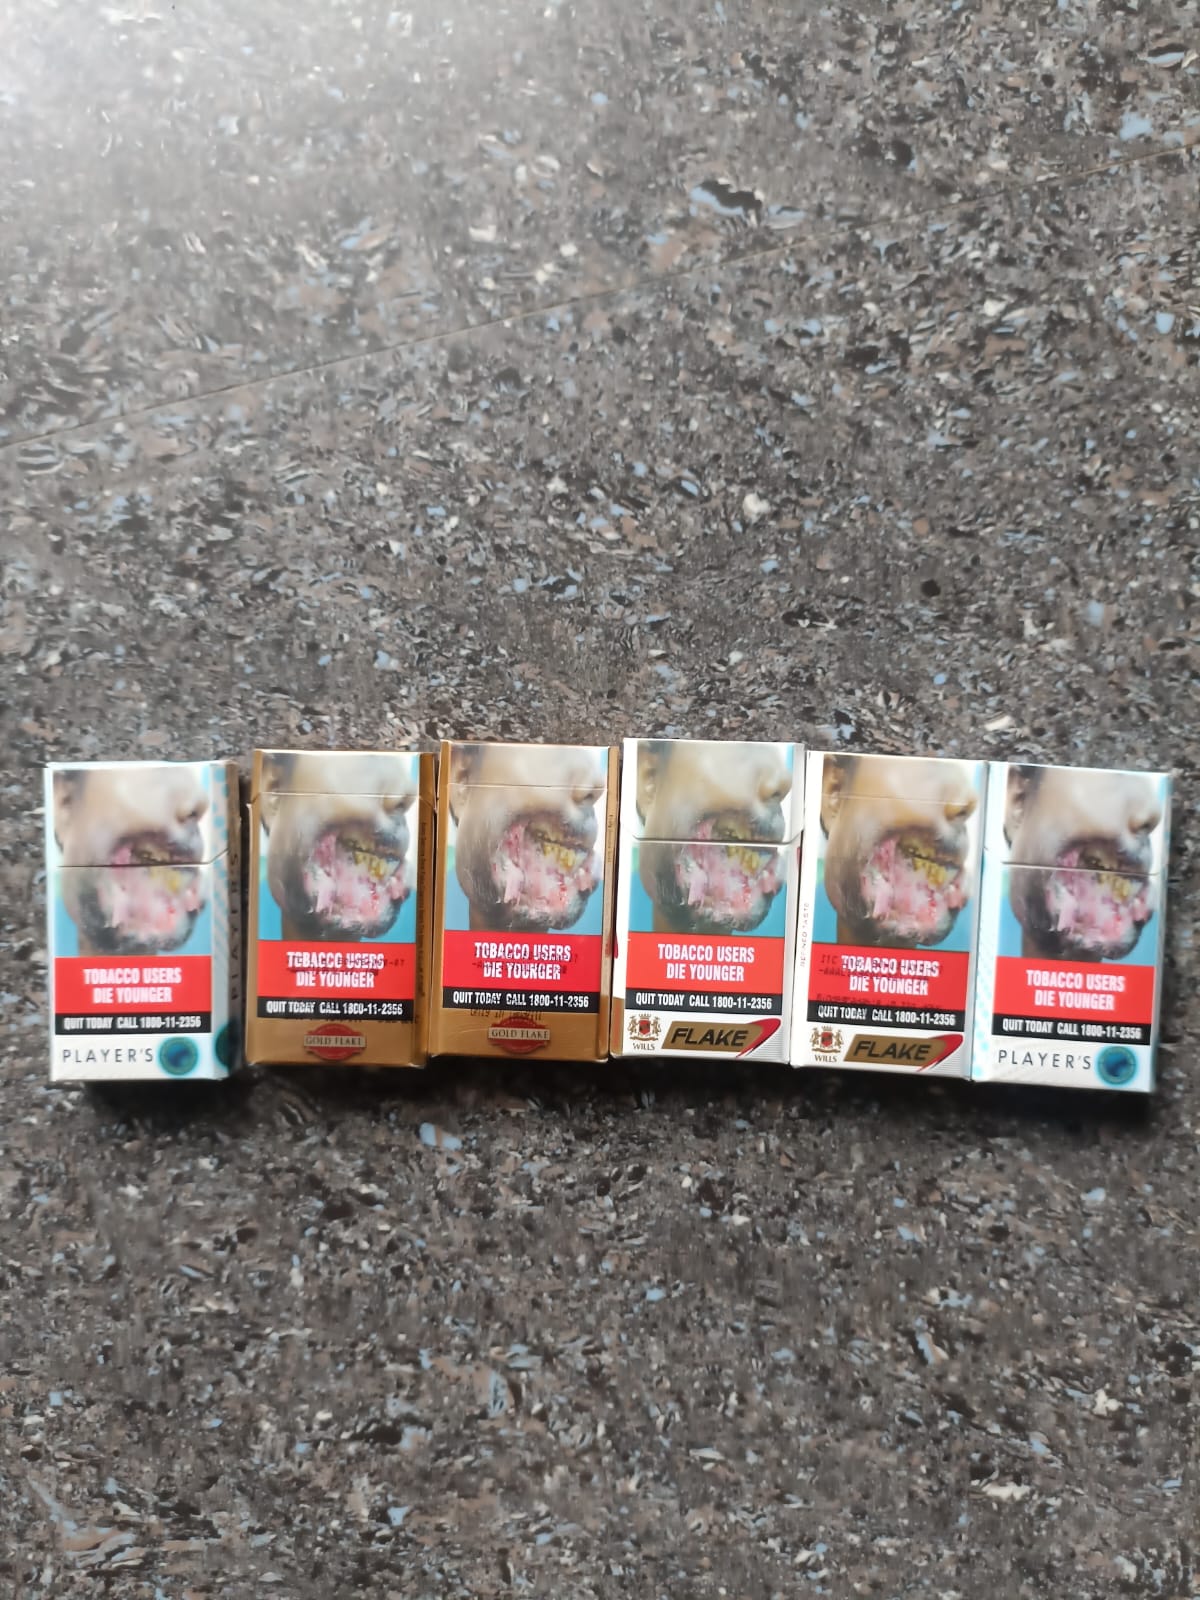 TOBACCO USERS
DIE YOUNGER
QUIT TODAY CALL 1800-11-2356
PLAYER'S
PLAYER'S
TOBACCO USERS
DIE YOUNGER
QUIT TODAY CALL 1800-11-2356
GOLD FLAKE
TOBACCO USERS
DIE YOUNGER
QUIT TODAY CALL 1800-11-2356
GOLD FLAKE
TOBACCO USERS
DIE YOUNGER
QUIT TODAY CALL 1800-11-2356
WILLS
FLAKE
REFINED TASTE
TOBACCO USERS
DIE YOUNGER
QUIT TODAY CALL 1800-11-2356
WILLS
FLAKE
TOBACCO USERS
DIE YOUNGER
QUIT TODAY CALL 1800-11-2356
PLAYER'S